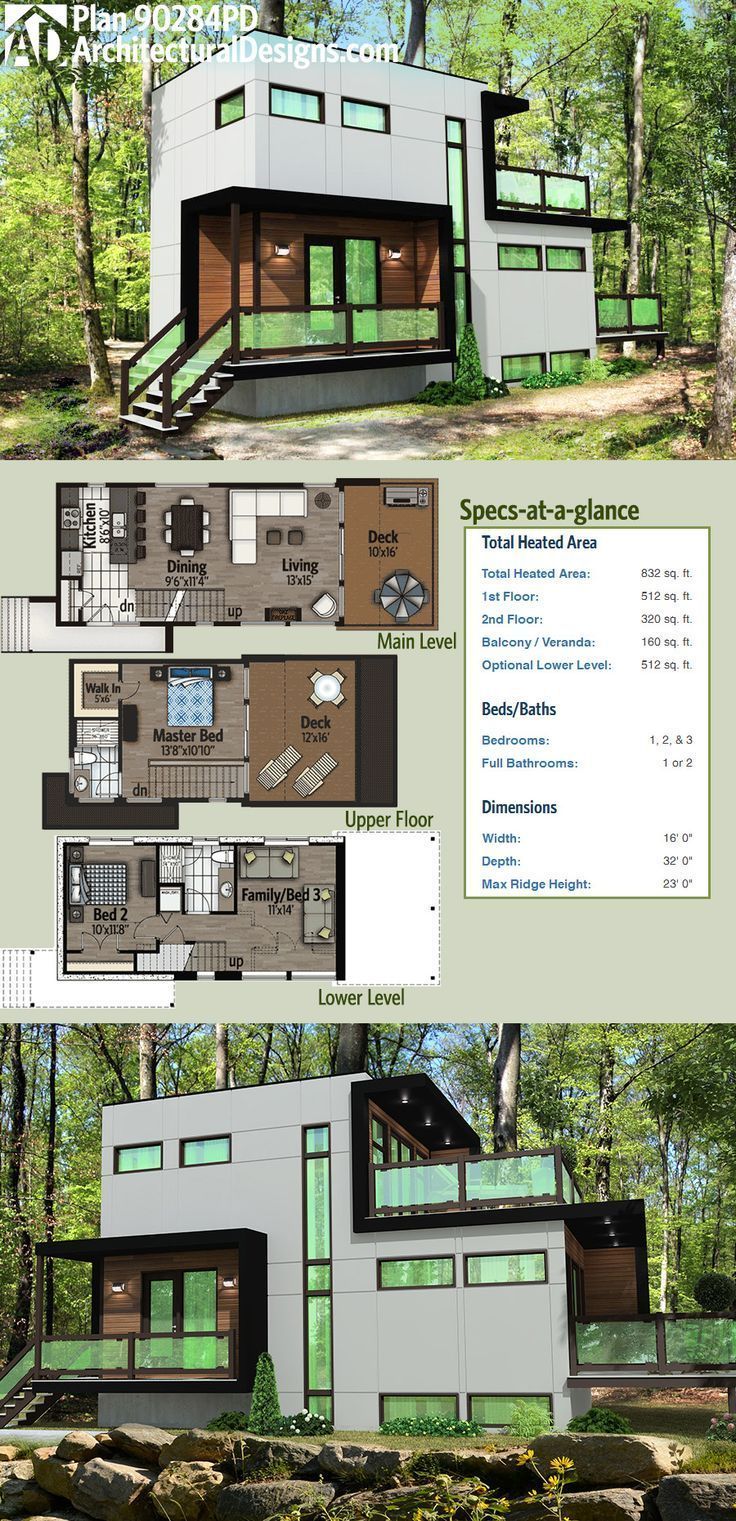 Plan 90284PD
AD ArchitecturalDesigns.com
Kitchen
8'6"x10'
REF.
Dining
9'6"x11'4"
Living
13'x15'
Deck
10'x16'
dn
up
Main Level
Walk In
5'x6'
SHOWER
Master Bed
13'8"x10'10"
Deck
12'x16'
dn
Upper Floor
Bed 2
10'x11'8"
SHOWER
Family/Bed 3
11'x14'
up
Lower Level
Specs-at-a-glance
Total Heated Area
Total Heated Area: 832 sq. ft.
1st Floor: 512 sq. ft.
2nd Floor: 320 sq. ft.
Balcony / Veranda: 160 sq. ft.
Optional Lower Level: 512 sq. ft.
Beds/Baths
Bedrooms: 1, 2, & 3
Full Bathrooms: 1 or 2
Dimensions
Width: 16' 0"
Depth: 32' 0"
Max Ridge Height: 23' 0"